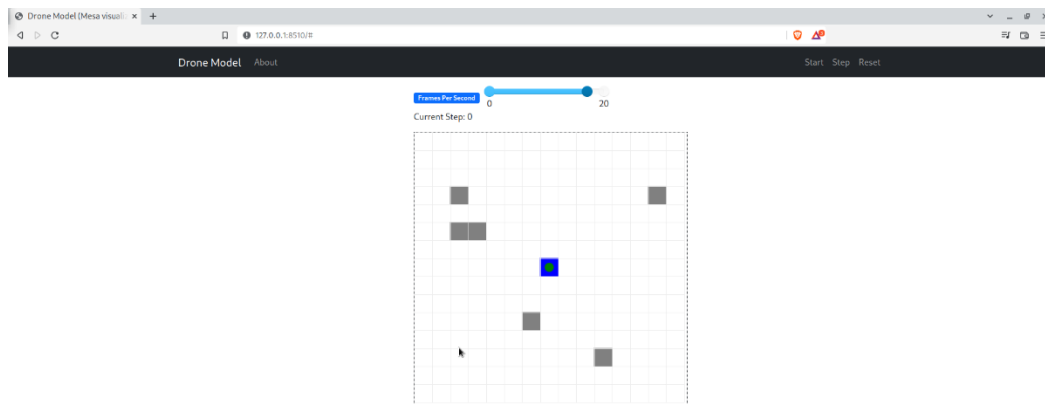 Drone Model (Mesa visuali
127.0.0.1:8510/#
Drone Model About Start Step Reset
Frames Per Second
0 20
Current Step: 0